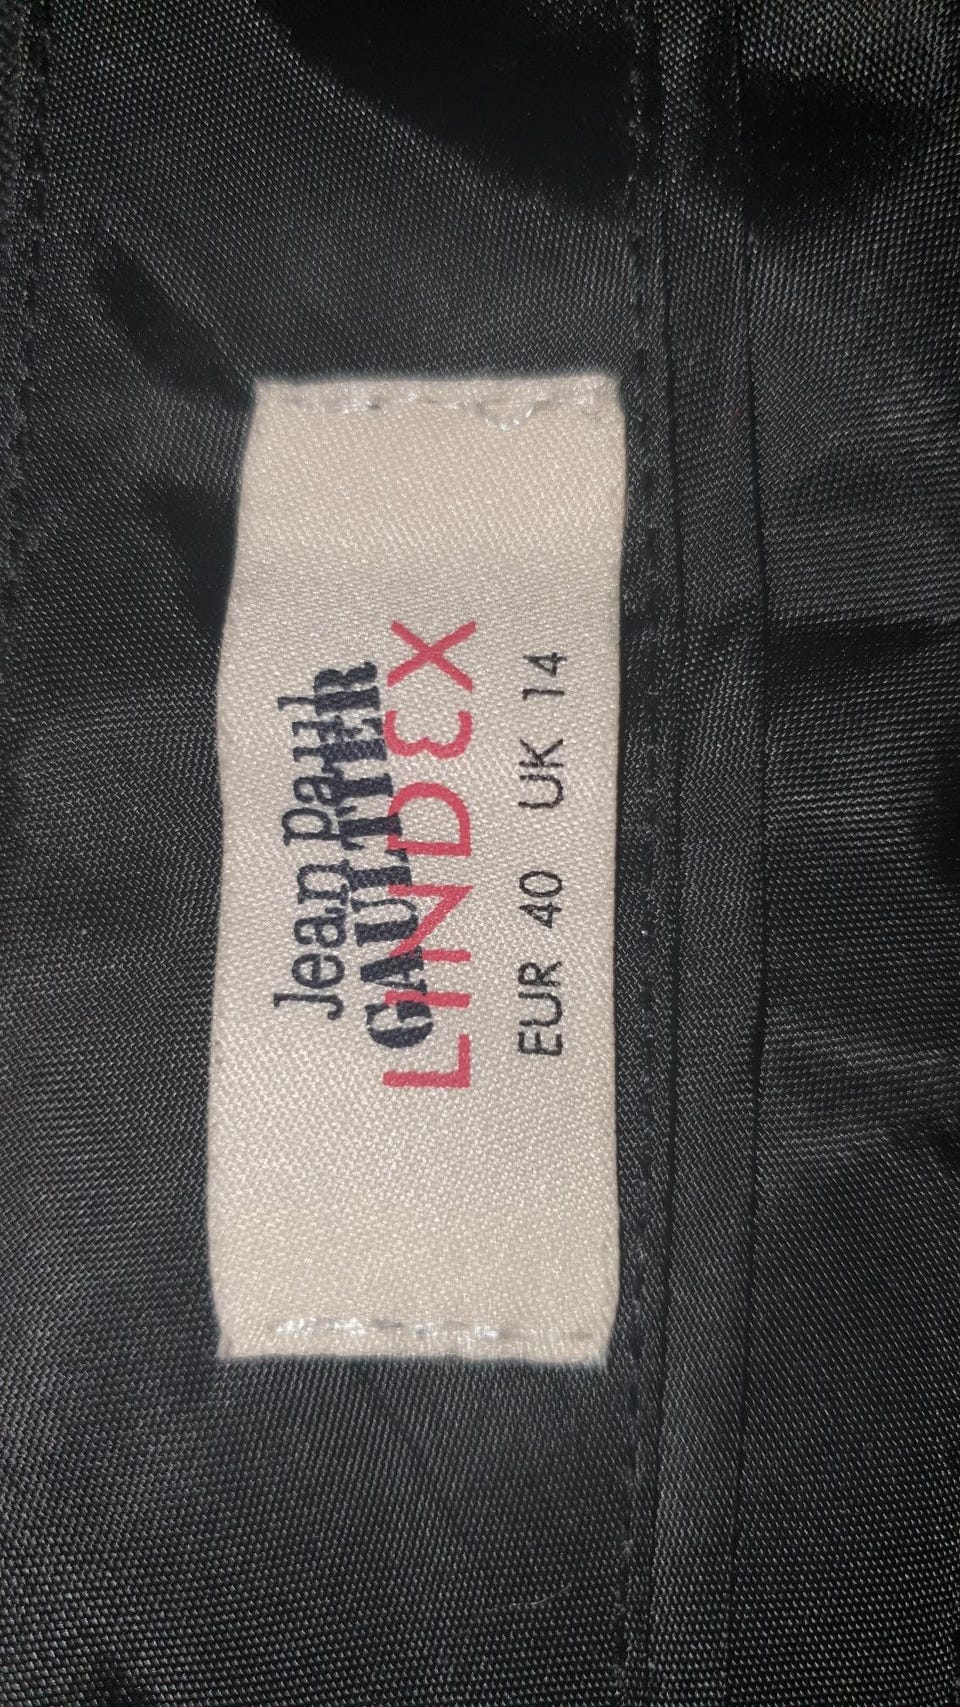 Jean paul
GAULTIER
LINDEX
EUR 40 UK 14